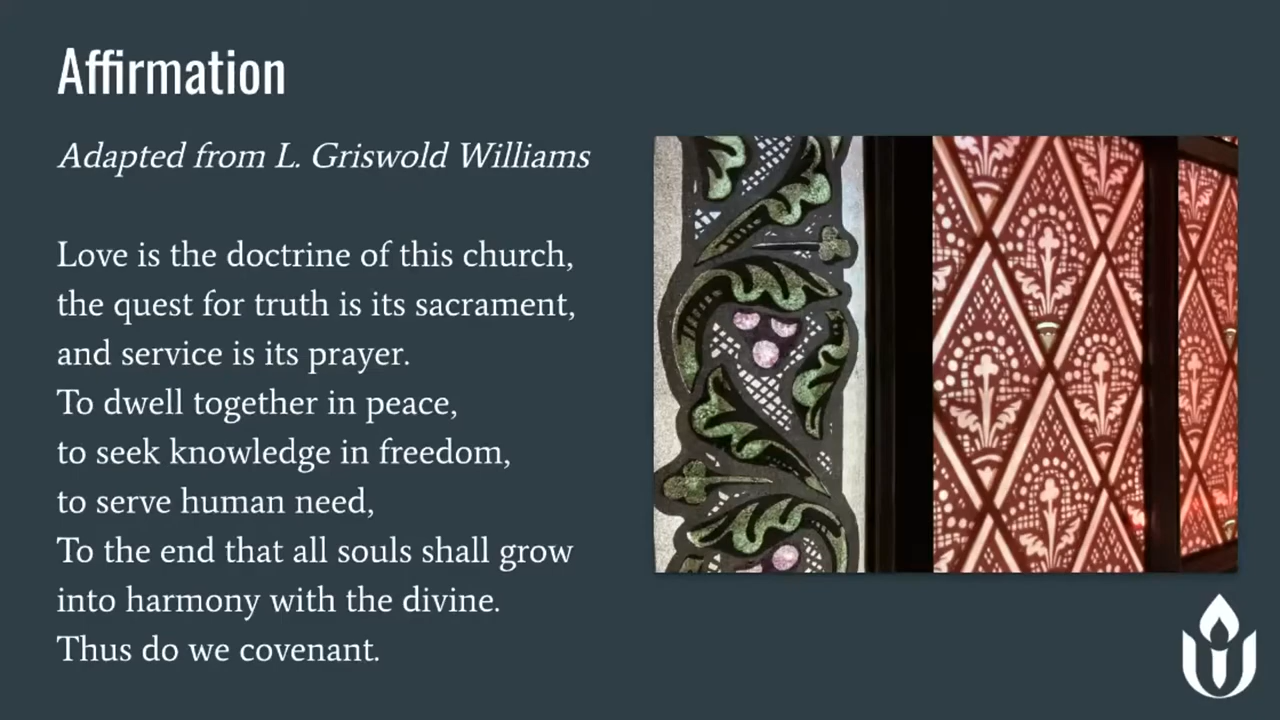 Affirmation
Adapted from L. Griswold Williams
Love is the doctrine of this church,
the quest for truth is its sacrament,
and service is its prayer.
To dwell together in peace,
to seek knowledge in freedom,
to serve human need,
To the end that all souls shall grow
into harmony with the divine.
Thus do we covenant.